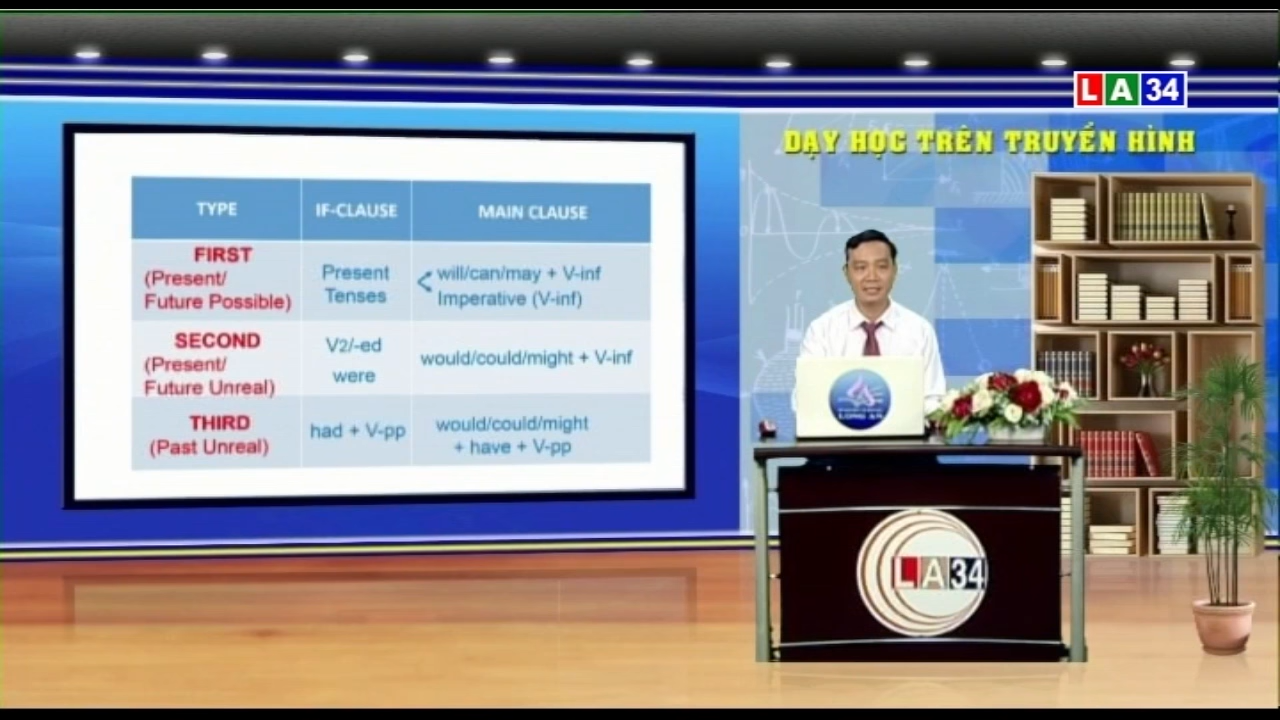 LA34
DẠY HỌC TRÊN TRUYỀN HÌNH
TYPE IF-CLAUSE MAIN CLAUSE
FIRST
(Present/
Future Possible)
Present
Tenses
will/can/may + V-inf
Imperative (V-inf)
SECOND
(Present/
Future Unreal)
V2/-ed
were
would/could/might + V-inf
THIRD
(Past Unreal)
had + V-pp
would/could/might
+ have + V-pp
LONG AN
LA34